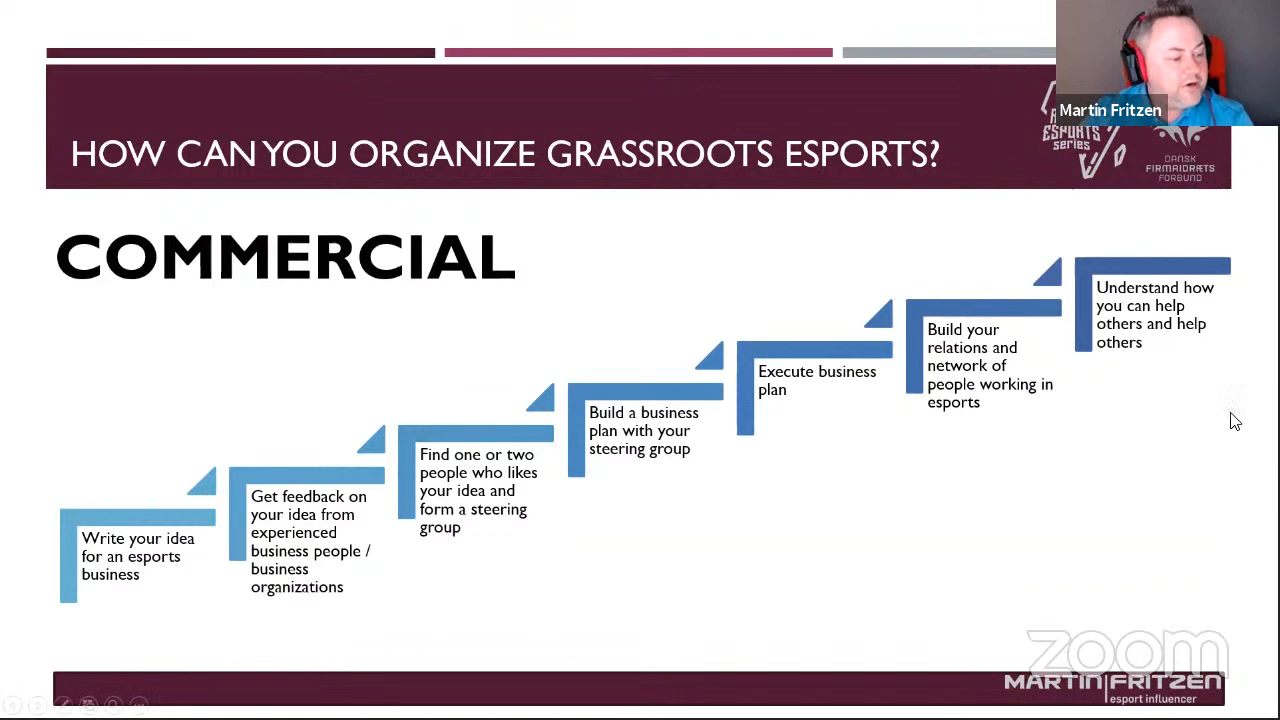 Martin Fritzen
HOW CAN YOU ORGANIZE GRASSROOTS ESPORTS?
ESPORTS
series
DANSK
FIRMAIDRÆTS
FORBUND
COMMERCIAL
Write your idea
for an esports
business
Get feedback on
your idea from
experienced
business people /
business
organizations
Find one or two
people who likes
your idea and
form a steering
group
Build a business
plan with your
steering group
Execute business
plan
Build your
relations and
network of
people working in
esports
Understand how
you can help
others and help
others
zoom
MARTIN FRITZEN
esport influencer